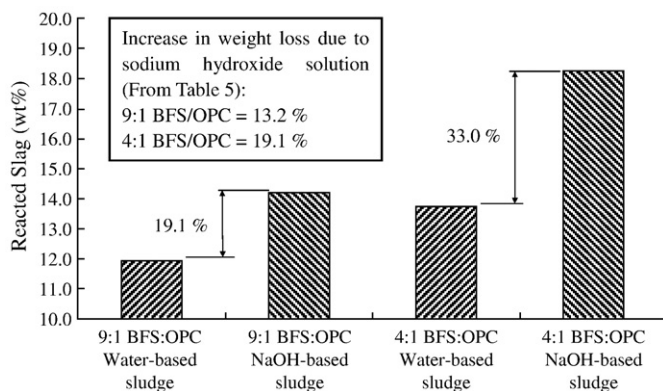 20.0
19.0
18.0
17.0
16.0
15.0
14.0
13.0
12.0
11.0
10.0
Reacted Slag (wt%)
Increase in weight loss due to
sodium hydroxide solution
(From Table 5):
9:1 BFS/OPC = 13.2 %
4:1 BFS/OPC = 19.1 %
19.1 %
33.0 %
9:1 BFS:OPC
Water-based
sludge
9:1 BFS:OPC
NaOH-based
sludge
4:1 BFS:OPC
Water-based
sludge
4:1 BFS:OPC
NaOH-based
sludge